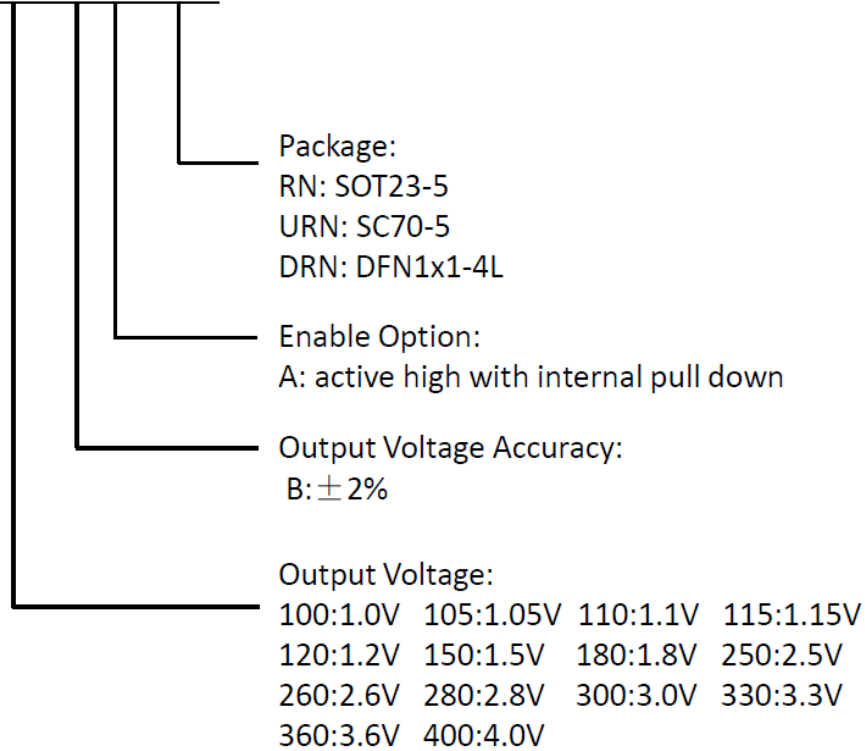 Package:
RN: SOT23-5
URN: SC70-5
DRN: DFN1x1-4L
Enable Option:
A: active high with internal pull down
Output Voltage Accuracy:
B:±2%
Output Voltage:
100:1.0V 105:1.05V 110:1.1V 115:1.15V
120:1.2V 150:1.5V 180:1.8V 250:2.5V
260:2.6V 280:2.8V 300:3.0V 330:3.3V
360:3.6V 400:4.0V